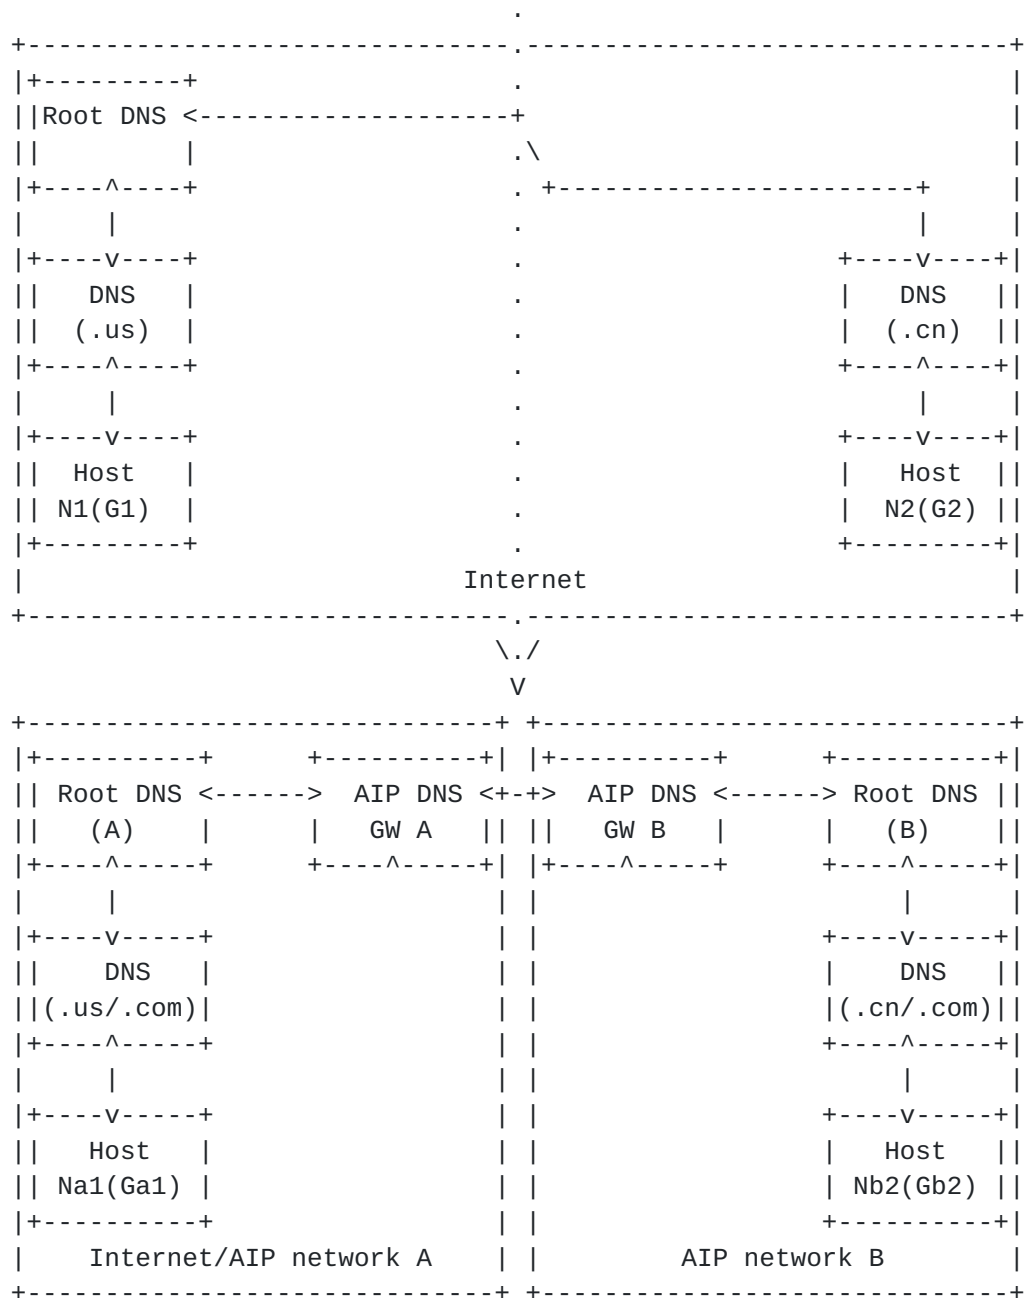 Root DNS
DNS DNS
(.us) (.cn)
Host Host
N1(G1) N2(G2)
Internet
Root DNS AIP DNS AIP DNS Root DNS
(A) GW A GW B (B)
DNS DNS
(.us/.com) (.cn/.com)
Host Host
Na1(Ga1) Nb2(Gb2)
Internet/AIP network A AIP network B